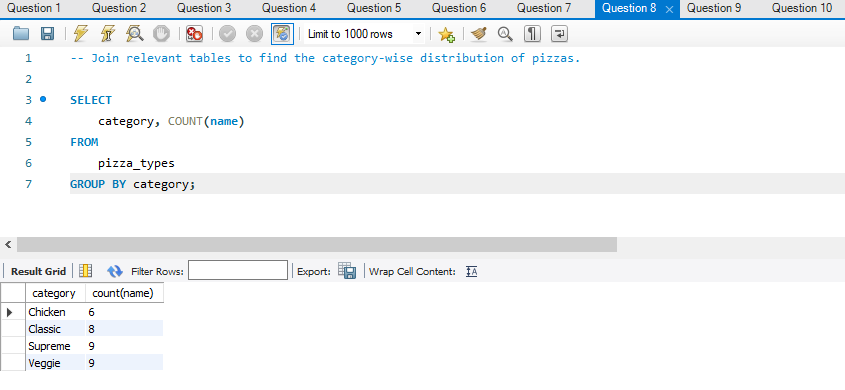 Question 1 Question 2 Question 3 Question 4 Question 5 Question 6 Question 7 Question 8 Question 9 Question 10
Limit to 1000 rows
1 -- Join relevant tables to find the category-wise distribution of pizzas.
2
3 SELECT
4 category, COUNT(name)
5 FROM
6 pizza_types
7 GROUP BY category;
Result Grid Filter Rows: Export: Wrap Cell Content: IA
category count(name)
Chicken 6
Classic 8
Supreme 9
Veggie 9